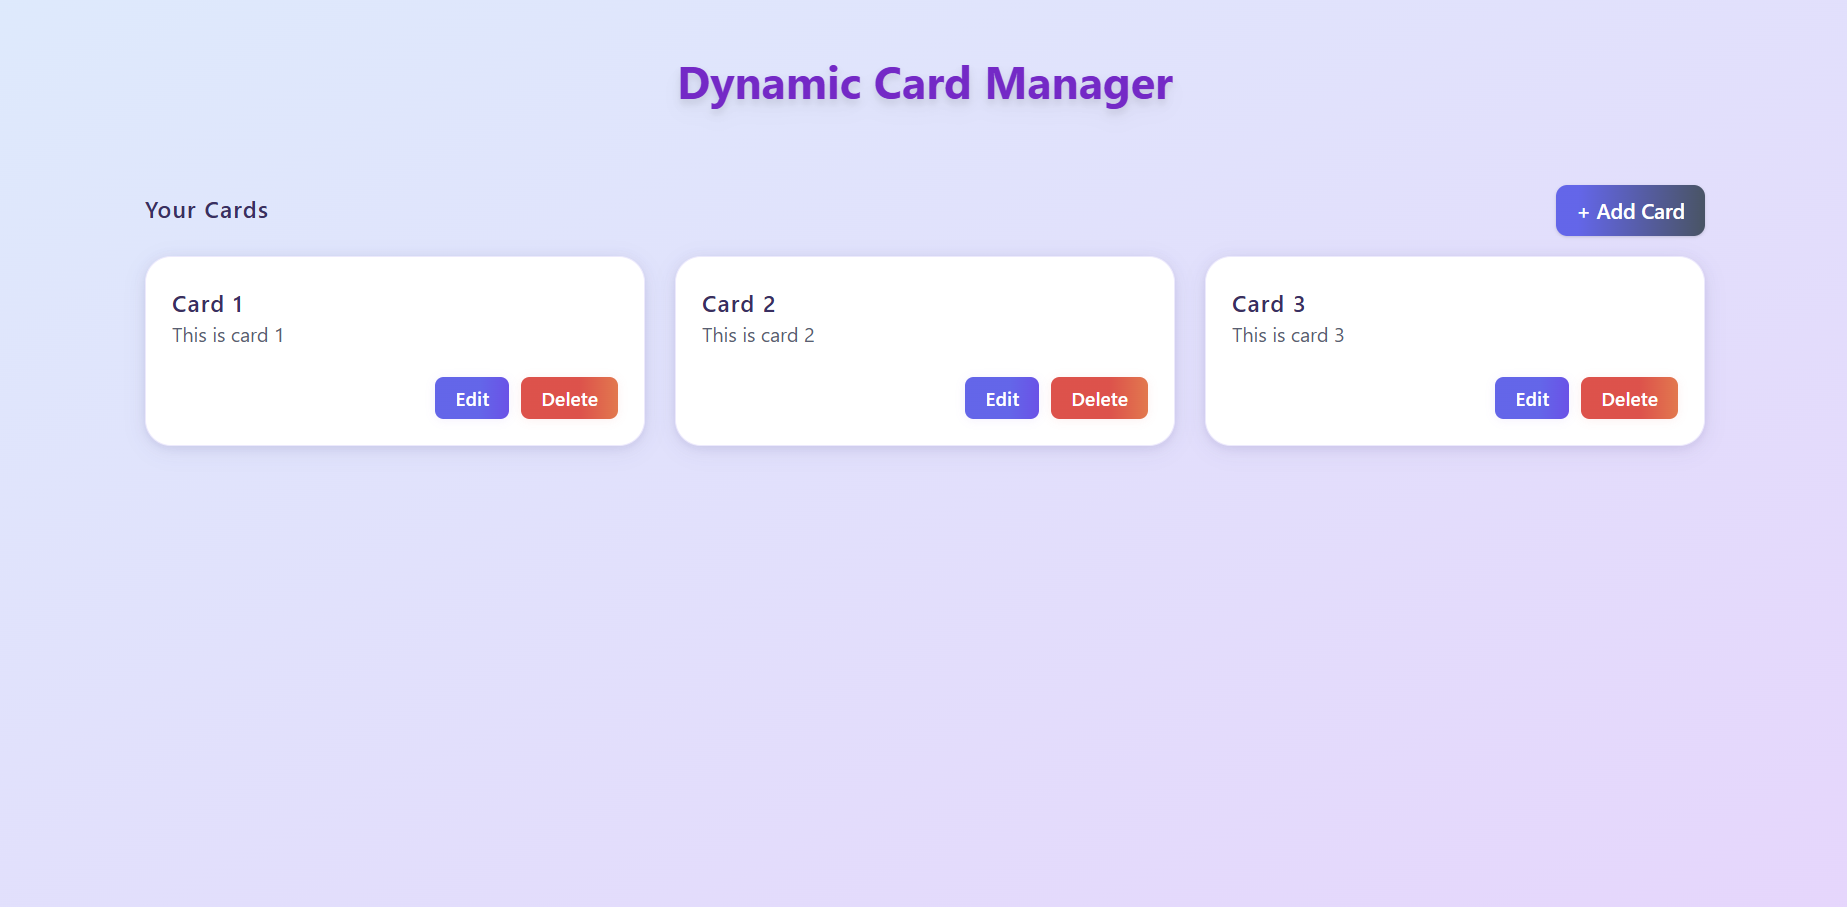 Dynamic Card Manager
Your Cards
+ Add Card
Card 1
This is card 1
Edit
Delete
Card 2
This is card 2
Edit
Delete
Card 3
This is card 3
Edit
Delete